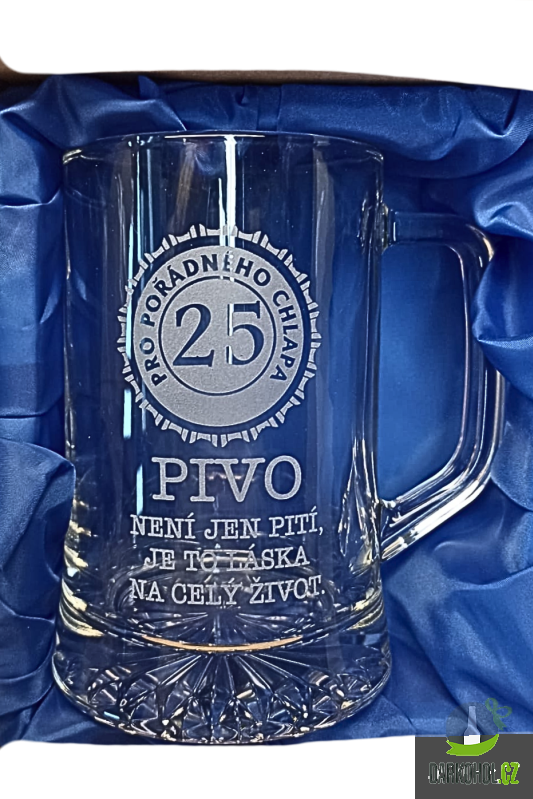 PRO POŘÁDNÉHO CHLAPA
25
PIVO
NENÍ JEN PITÍ,
JE TO LÁSKA
NA CELÝ ŽIVOT.
DARKOHOL.CZ